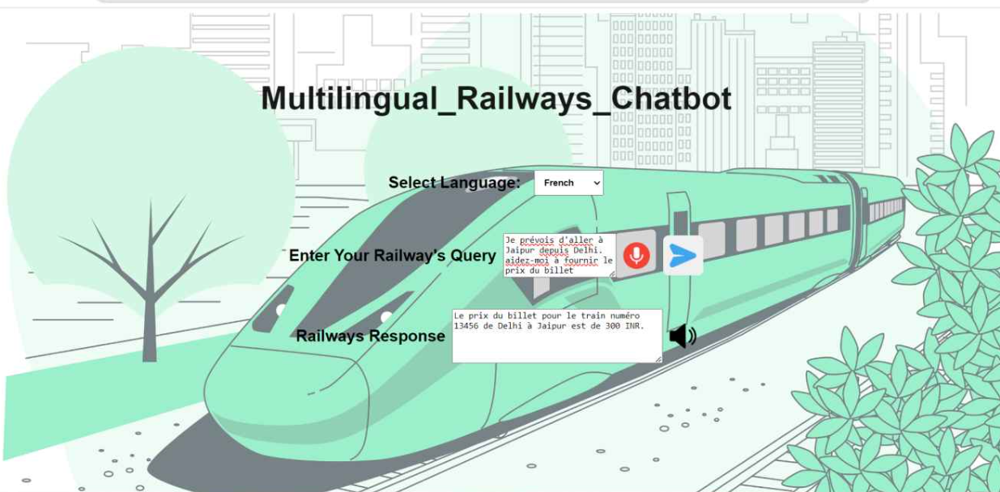 Multilingual_Railways_Chatbot
Select Language: French
Enter Your Railway's Query
Je prévois d'aller à
Jaipur depuis Delhi.
aidez-moi à fournir le
prix du billet
Railways Response
Le prix du billet pour le train numéro
13456 de Delhi à Jaipur est de 300 INR.